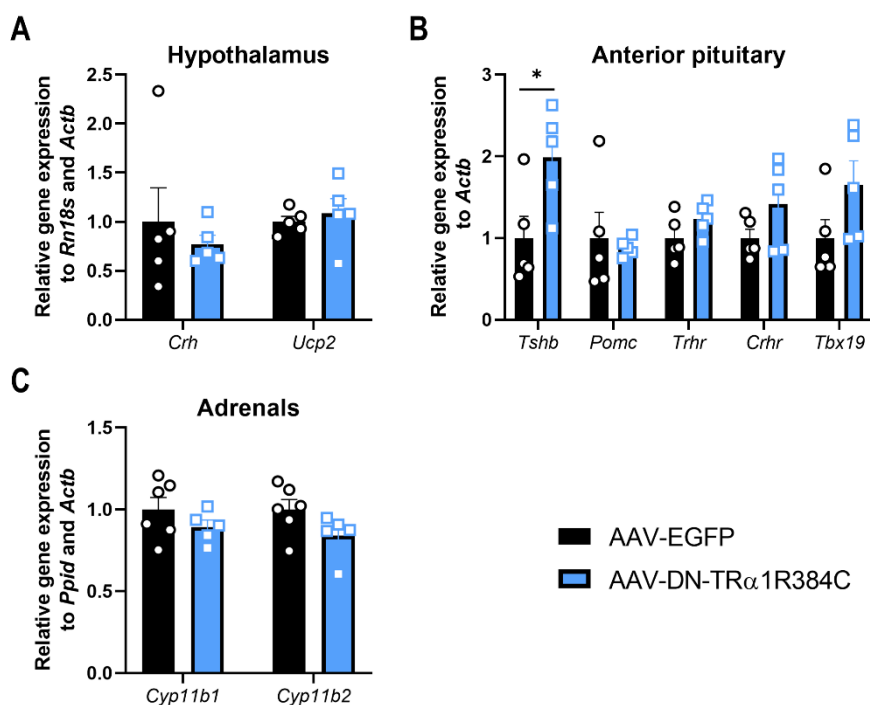 A
Hypothalamus
Relative gene expression
to Rn18s and Actb
2.5
2.0
1.5
1.0
0.5
0.0
Crh Ucp2
B
Anterior pituitary
Relative gene expression
to Actb
3
2
1
0
*
Tshb Pomc Trhr Crhr Tbx19
C
Adrenals
Relative gene expression
to Ppid and Actb
1.5
1.0
0.5
0.0
Cyp11b1 Cyp11b2
AAV-EGFP
AAV-DN-TRα1R384C